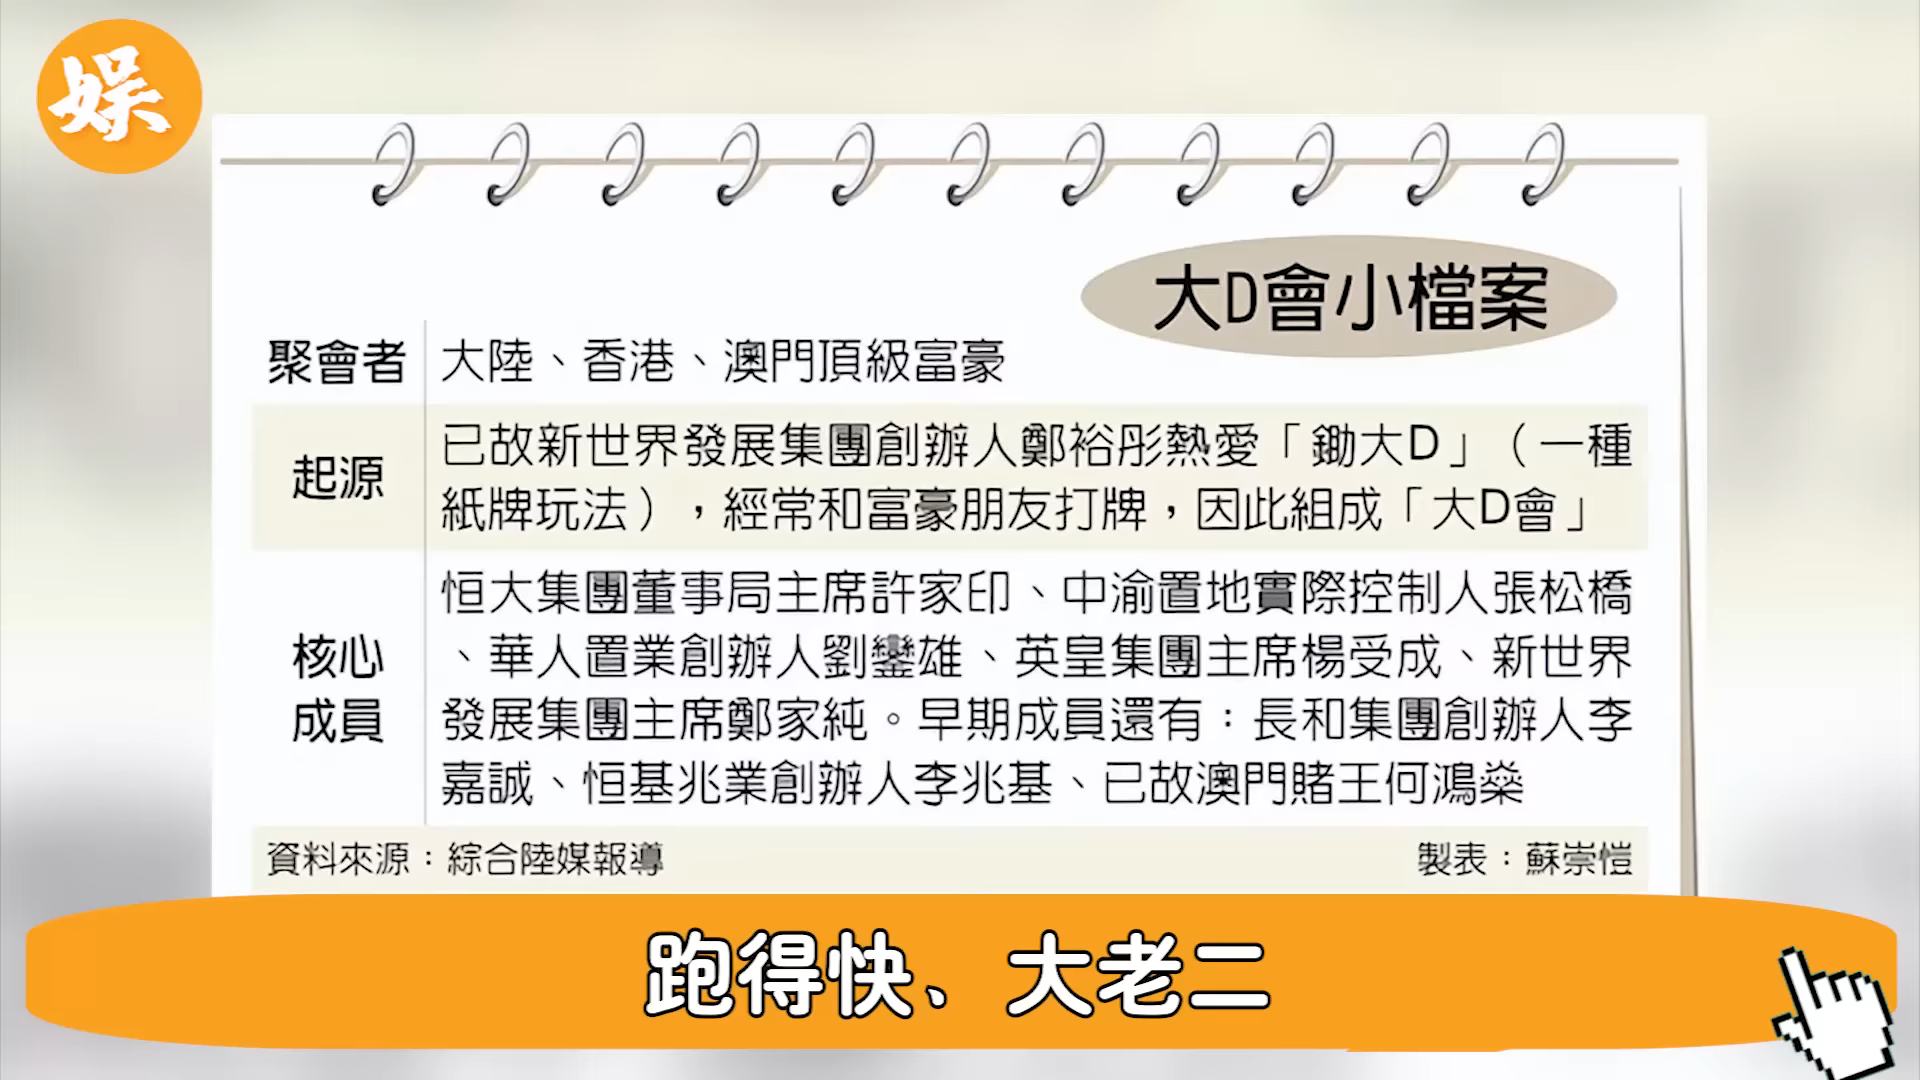 娱
大D會小檔案
聚會者
大陸、香港、澳門頂級富豪
起源
已故新世界發展集團創辦人鄭裕彤熱愛「鋤大D」（一種
紙牌玩法），經常和富豪朋友打牌，因此組成「大D會」
核心
成員
恒大集團董事局主席許家印、中渝置地實際控制人張松橋
、華人置業創辦人劉鑾雄、英皇集團主席楊受成、新世界
發展集團主席鄭家純。早期成員還有：長和集團創辦人李
嘉誠、恒基兆業創辦人李兆基、已故澳門賭王何鴻燊
資料來源：綜合陸媒報導
製表：蘇崇愷
跑得快、大老二